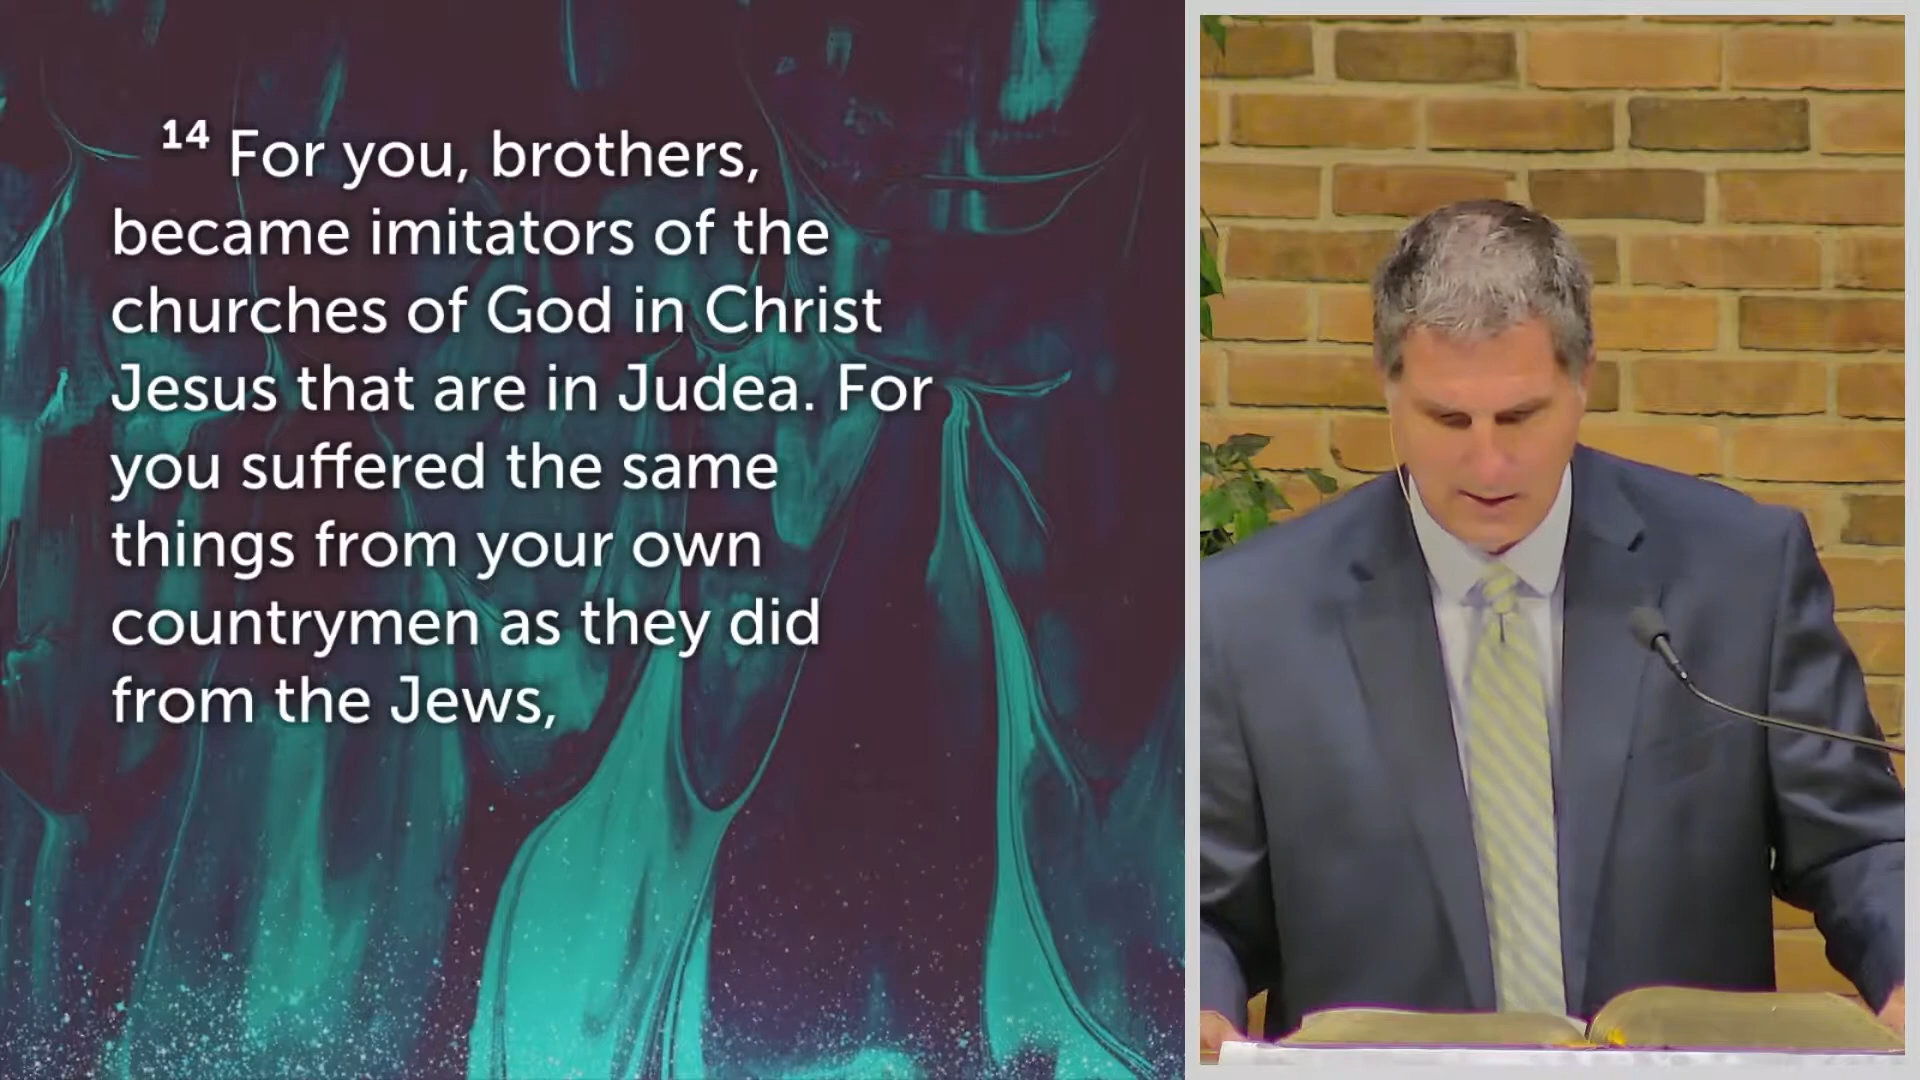 14 For you, brothers,
became imitators of the
churches of God in Christ
Jesus that are in Judea. For
you suffered the same
things from your own
countrymen as they did
from the Jews,